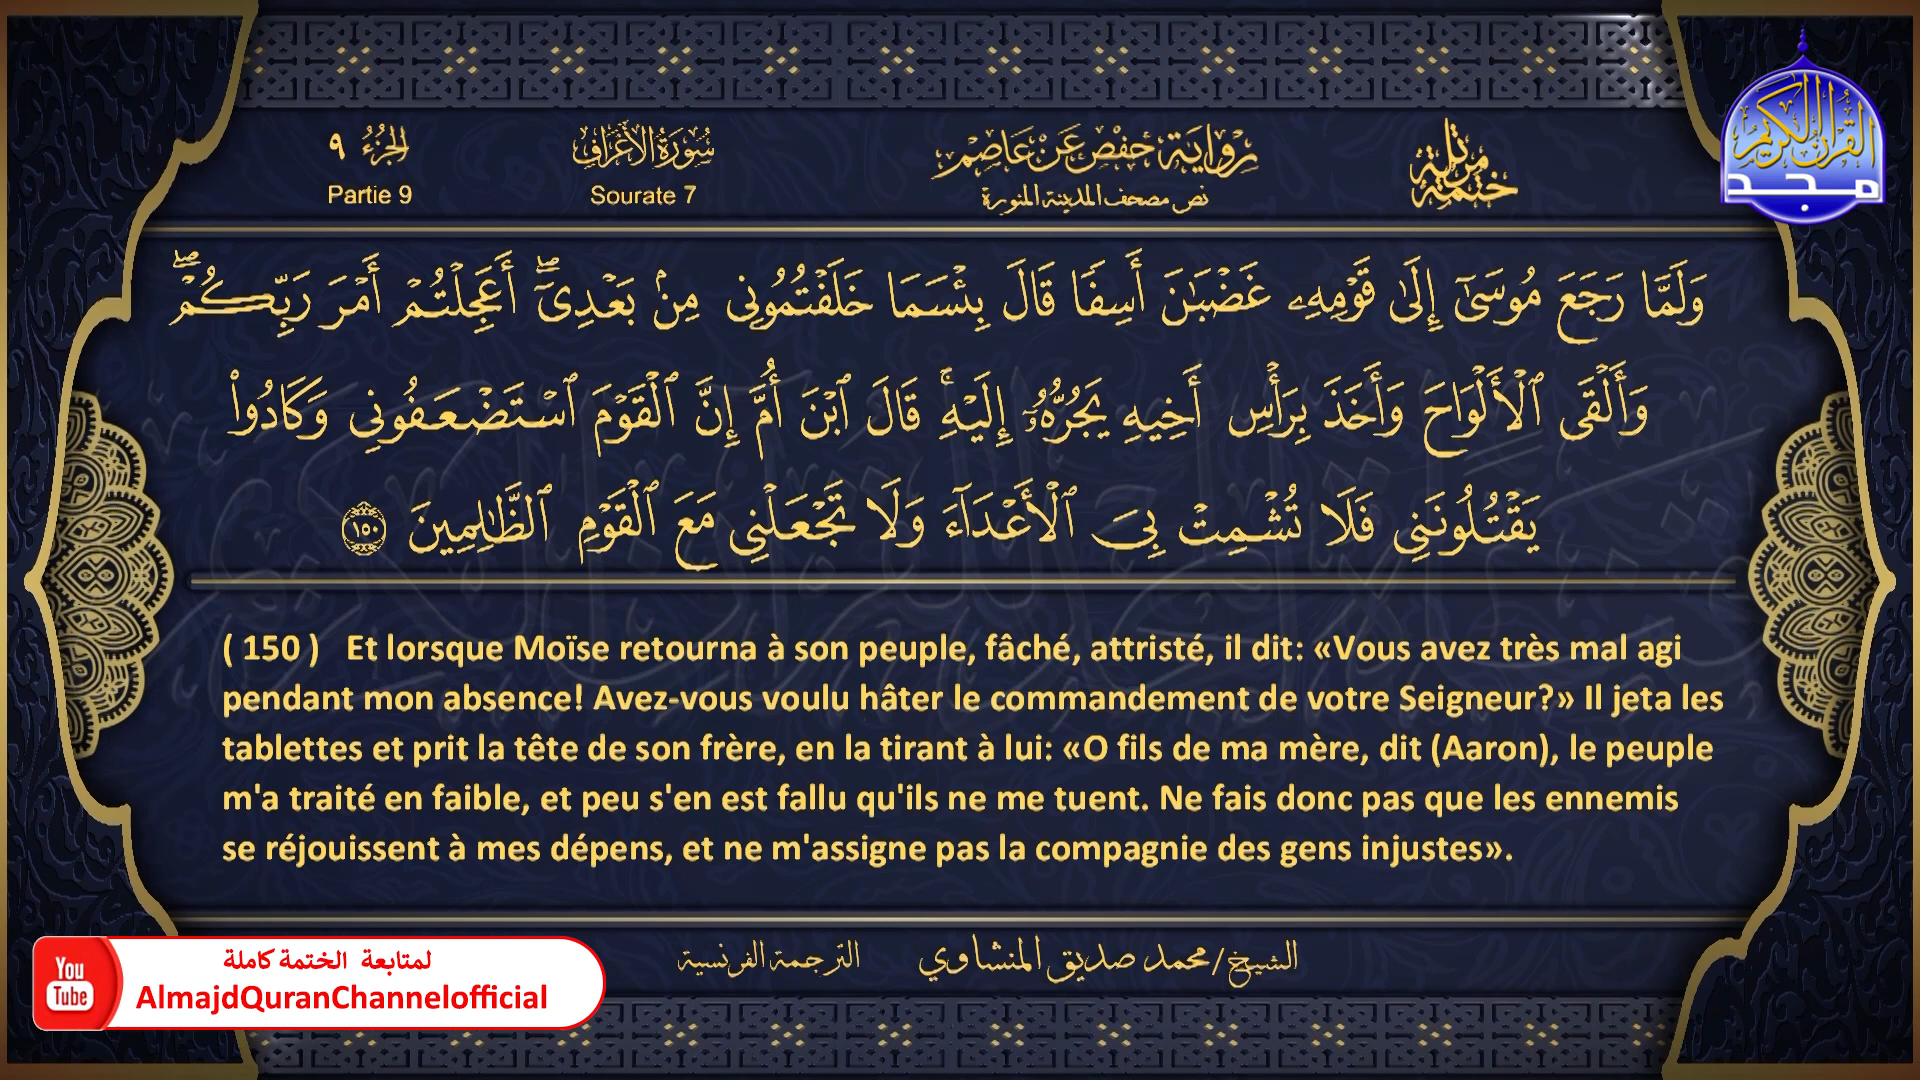 ختمة مرتلة
رواية حفص عن عاصم
نص مصحف المدينة المنورة
سورة الأعراف
Sourate 7
الجزء ٩
Partie 9
القرآن الكريم
مجد
وَلَمَّا رَجَعَ مُوسَىٰٓ إِلَىٰ قَوْمِهِۦ غَضْبَٰنَ أَسِفًا قَالَ بِئْسَمَا خَلَفْتُمُونِى مِنۢ بَعْدِىٓ ۖ أَعَجِلْتُمْ أَمْرَ رَبِّكُمْ ۖ
وَأَلْقَى ٱلْأَلْوَاحَ وَأَخَذَ بِرَأْسِ أَخِيهِ يَجُرُّهُۥٓ إِلَيْهِ ۚ قَالَ ٱبْنَ أُمَّ إِنَّ ٱلْقَوْمَ ٱسْتَضْعَفُونِى وَكَادُوا۟
يَقْتُلُونَنِى فَلَا تُشْمِتْ بِىَ ٱلْأَعْدَآءَ وَلَا تَجْعَلْنِى مَعَ ٱلْقَوْمِ ٱلظَّٰلِمِينَ ١٥٠
( 150 ) Et lorsque Moïse retourna à son peuple, fâché, attristé, il dit: «Vous avez très mal agi
pendant mon absence! Avez-vous voulu hâter le commandement de votre Seigneur?» Il jeta les
tablettes et prit la tête de son frère, en la tirant à lui: «O fils de ma mère, dit (Aaron), le peuple
m'a traité en faible, et peu s'en est fallu qu'ils ne me tuent. Ne fais donc pas que les ennemis
se réjouissent à mes dépens, et ne m'assigne pas la compagnie des gens injustes».
الشيخ/محمد صديق المنشاوي
الترجمة الفرنسية
You
Tube
لمتابعة الختمة كاملة
AlmajdQuranChannelofficial